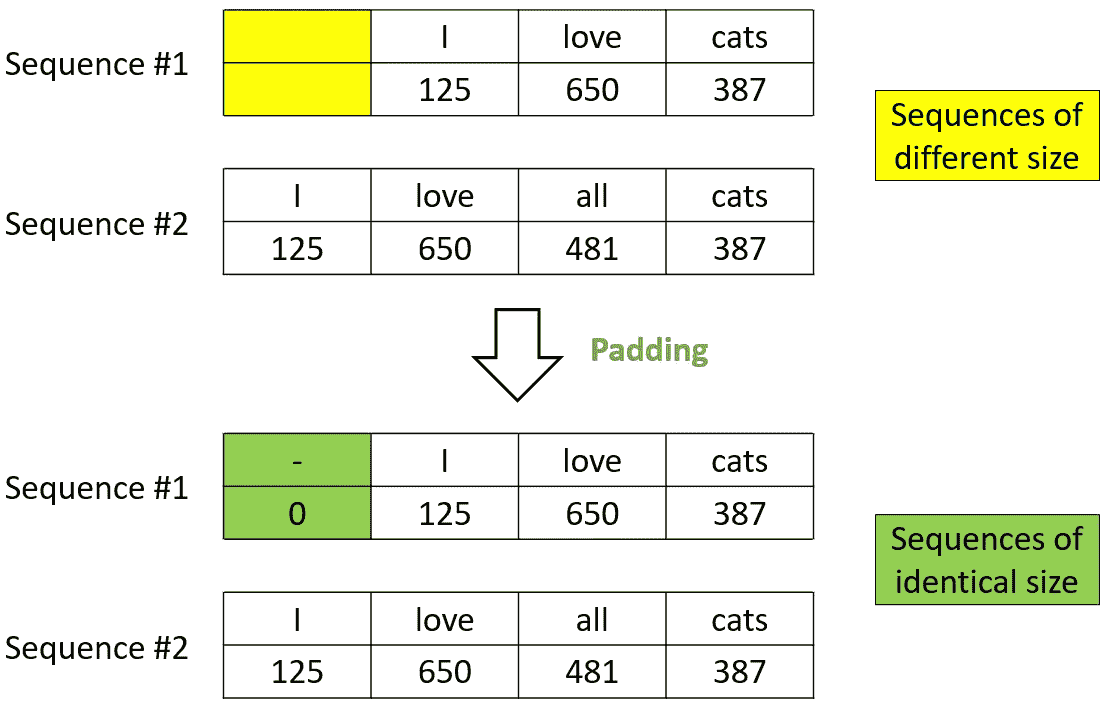 Sequence #1
I love cats
125 650 387
Sequences of
different size
Sequence #2
I love all cats
125 650 481 387
Padding
Sequence #1
- I love cats
0 125 650 387
Sequences of
identical size
Sequence #2
I love all cats
125 650 481 387